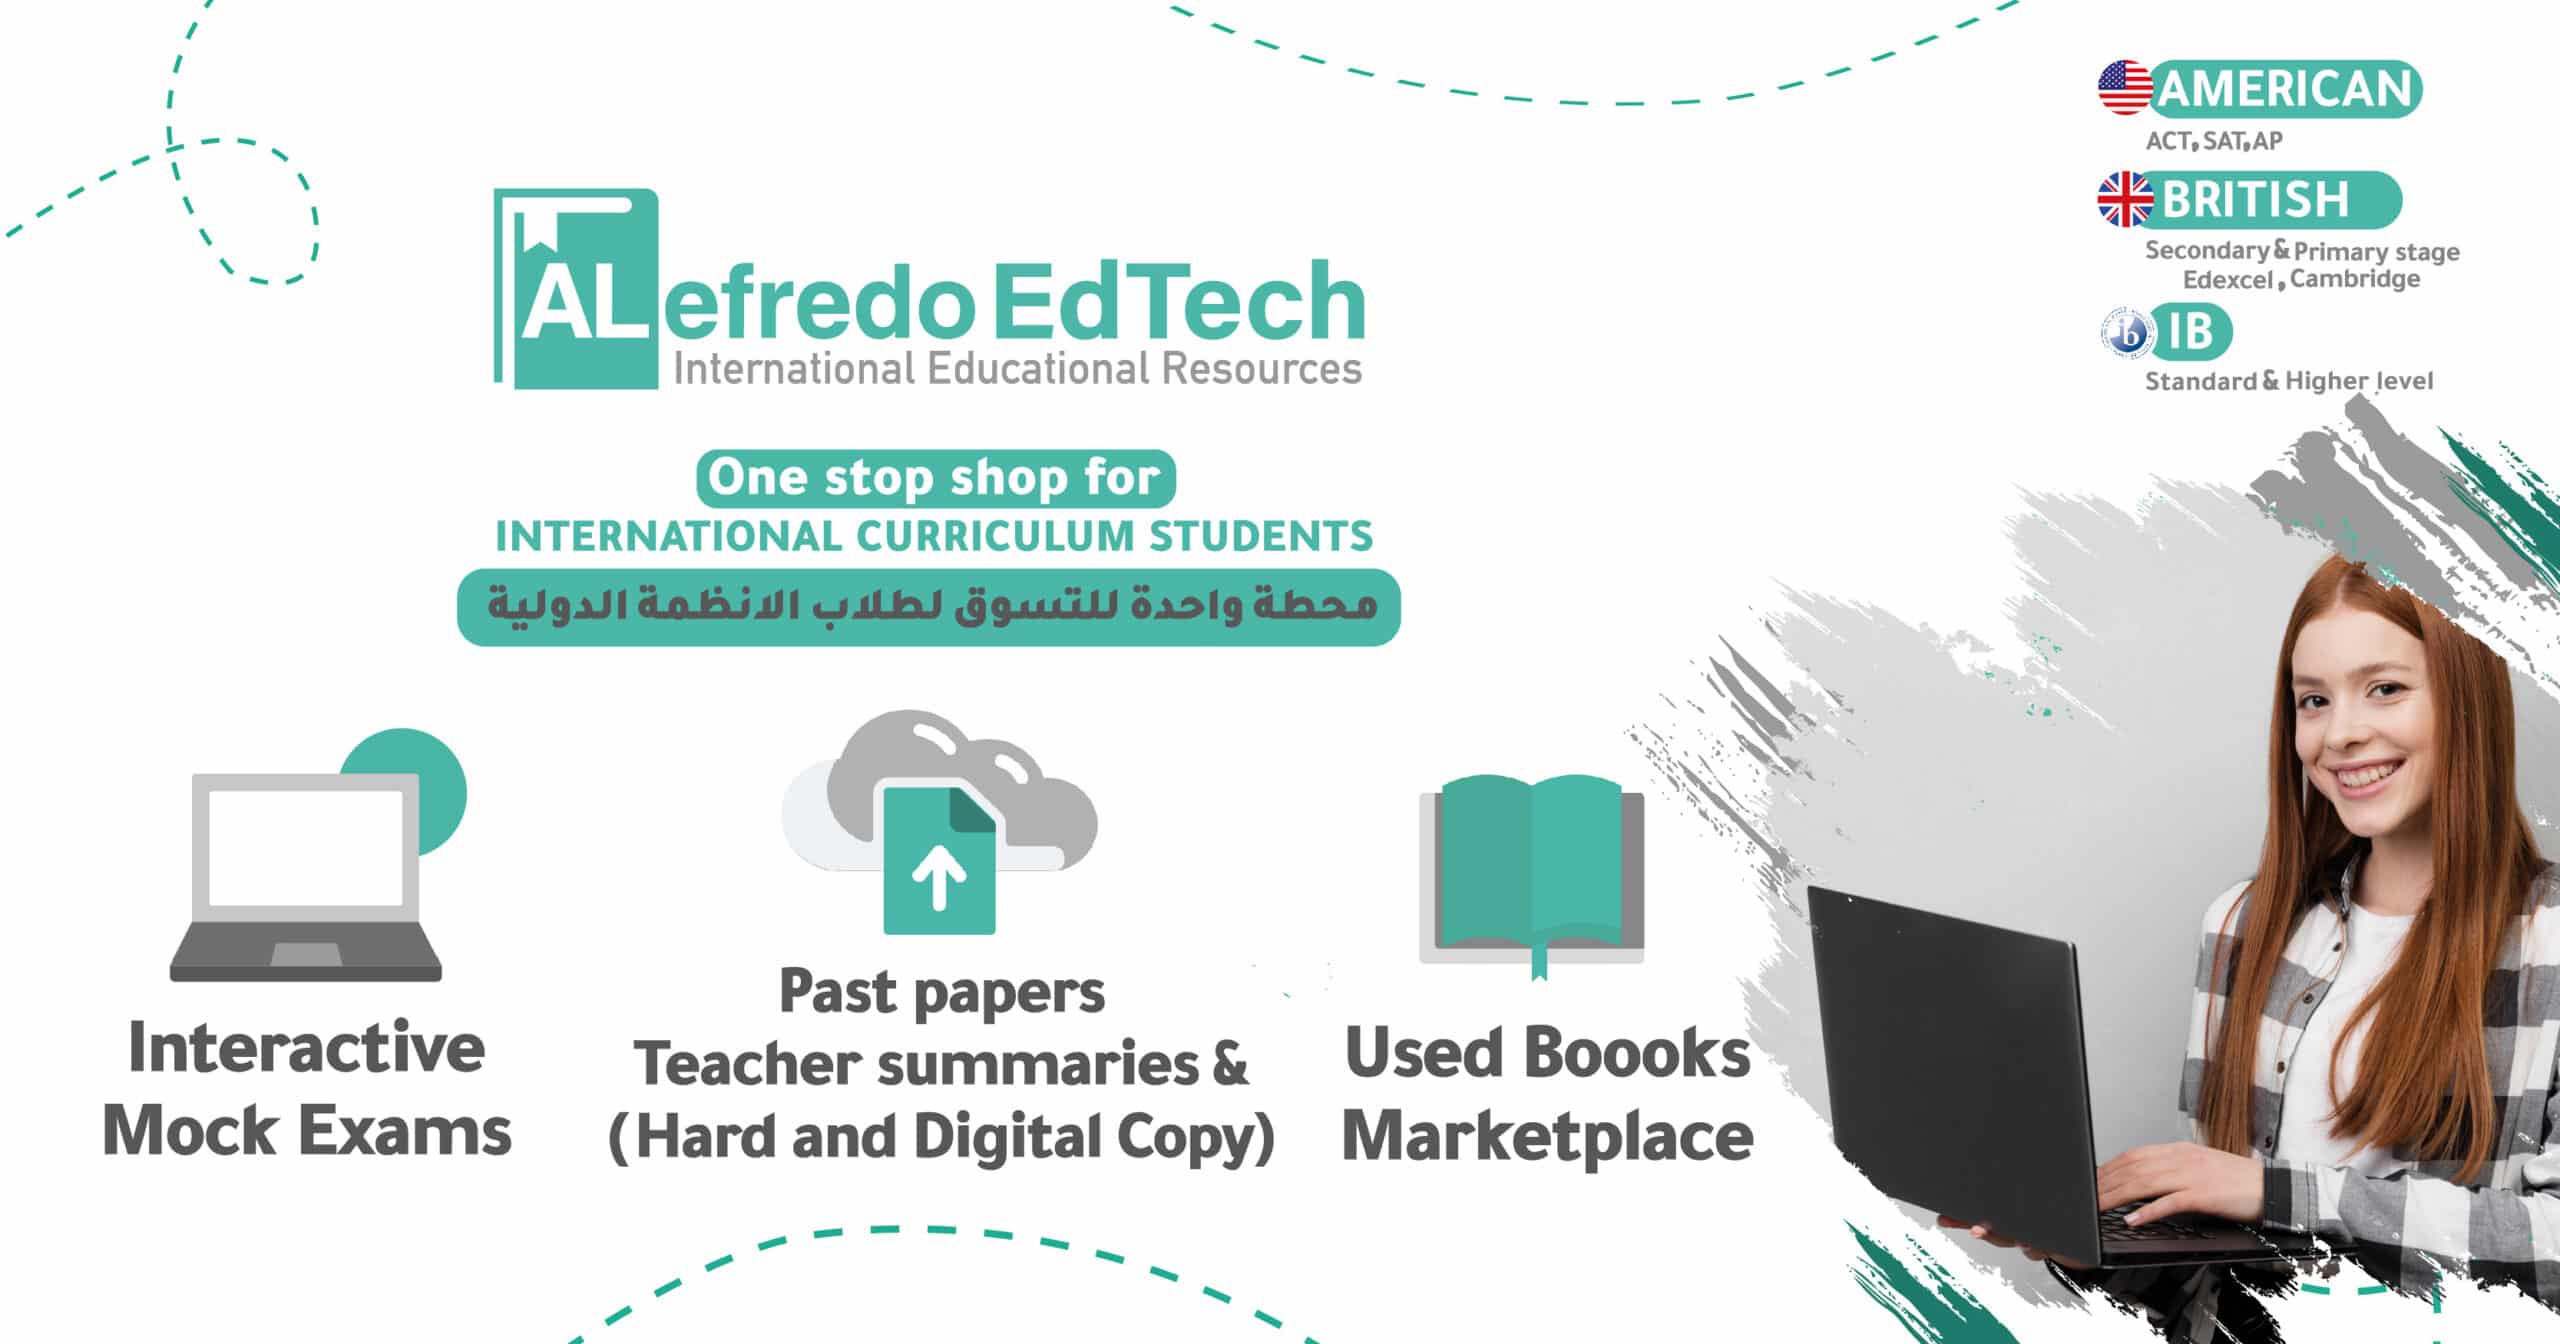 ALefredo EdTech
International Educational Resources
One stop shop for
INTERNATIONAL CURRICULUM STUDENTS
محطة واحدة للتسوق لطلاب الانظمة الدولية
AMERICAN
ACT, SAT, AP
BRITISH
Secondary & Primary stage
Edexcel, Cambridge
IB
Standard & Higher level
Interactive
Mock Exams
Past papers
Teacher summaries &
(Hard and Digital Copy)
Used Boooks
Marketplace